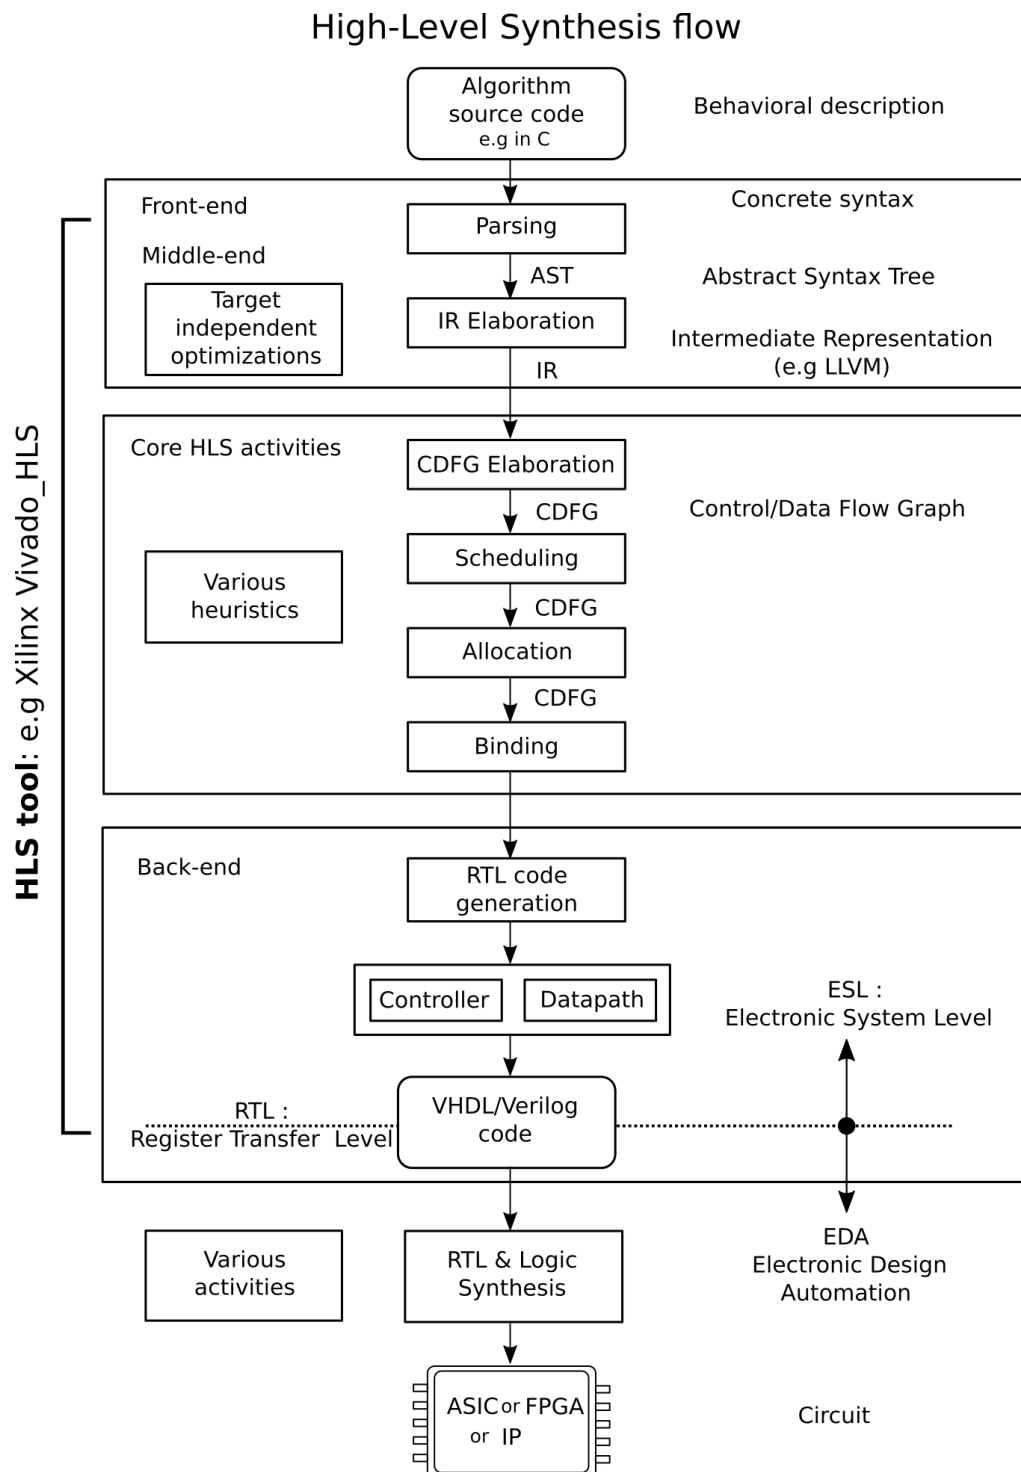 High-Level Synthesis flow
Algorithm
source code
e.g in C
Behavioral description
HLS tool: e.g Xilinx Vivado_HLS
Front-end
Concrete syntax
Parsing
Middle-end
AST
Abstract Syntax Tree
Target
independent
optimizations
IR Elaboration
Intermediate Representation
(e.g LLVM)
IR
Core HLS activities
CDFG Elaboration
CDFG
Control/Data Flow Graph
Scheduling
Various
heuristics
CDFG
Allocation
CDFG
Binding
Back-end
RTL code
generation
Controller
Datapath
ESL :
Electronic System Level
VHDL/Verilog
code
RTL :
Register Transfer  Level
Various
activities
RTL & Logic
Synthesis
EDA
Electronic Design
Automation
ASIC or FPGA
or IP
Circuit